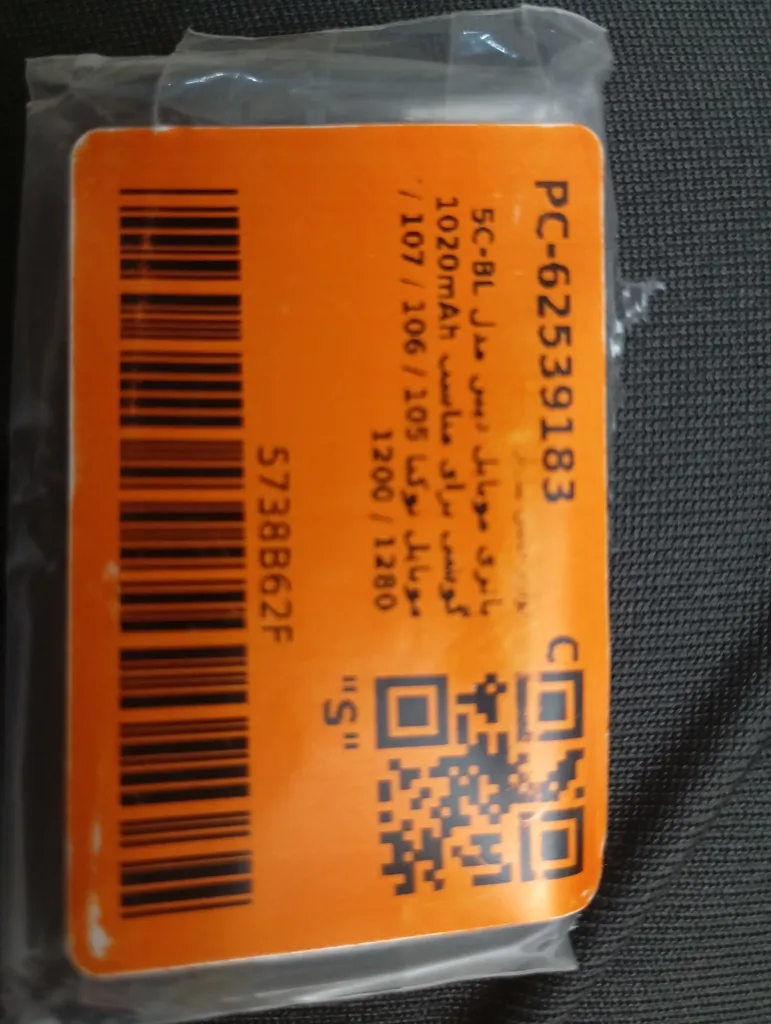 PC-62539183
C
باتری موبایل دیس مدل 5C-BL
1020mAh مناسب برای گوشی
موبایل نوکیا 105 / 106 / 107 /
1200 / 1280
"S"
5738B62F